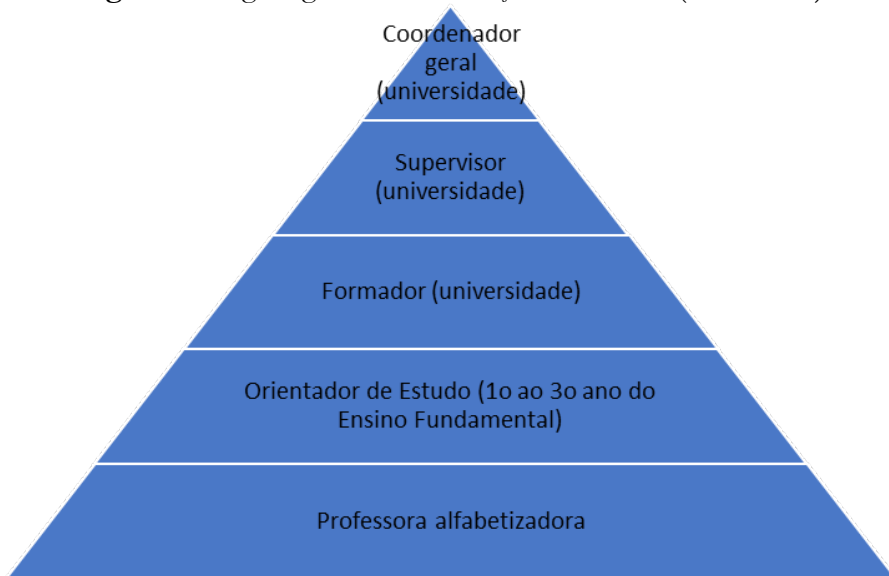 Coordenador
geral
(universidade)
Supervisor
(universidade)
Formador (universidade)
Orientador de Estudo (1o ao 3o ano do
Ensino Fundamental)
Professora alfabetizadora